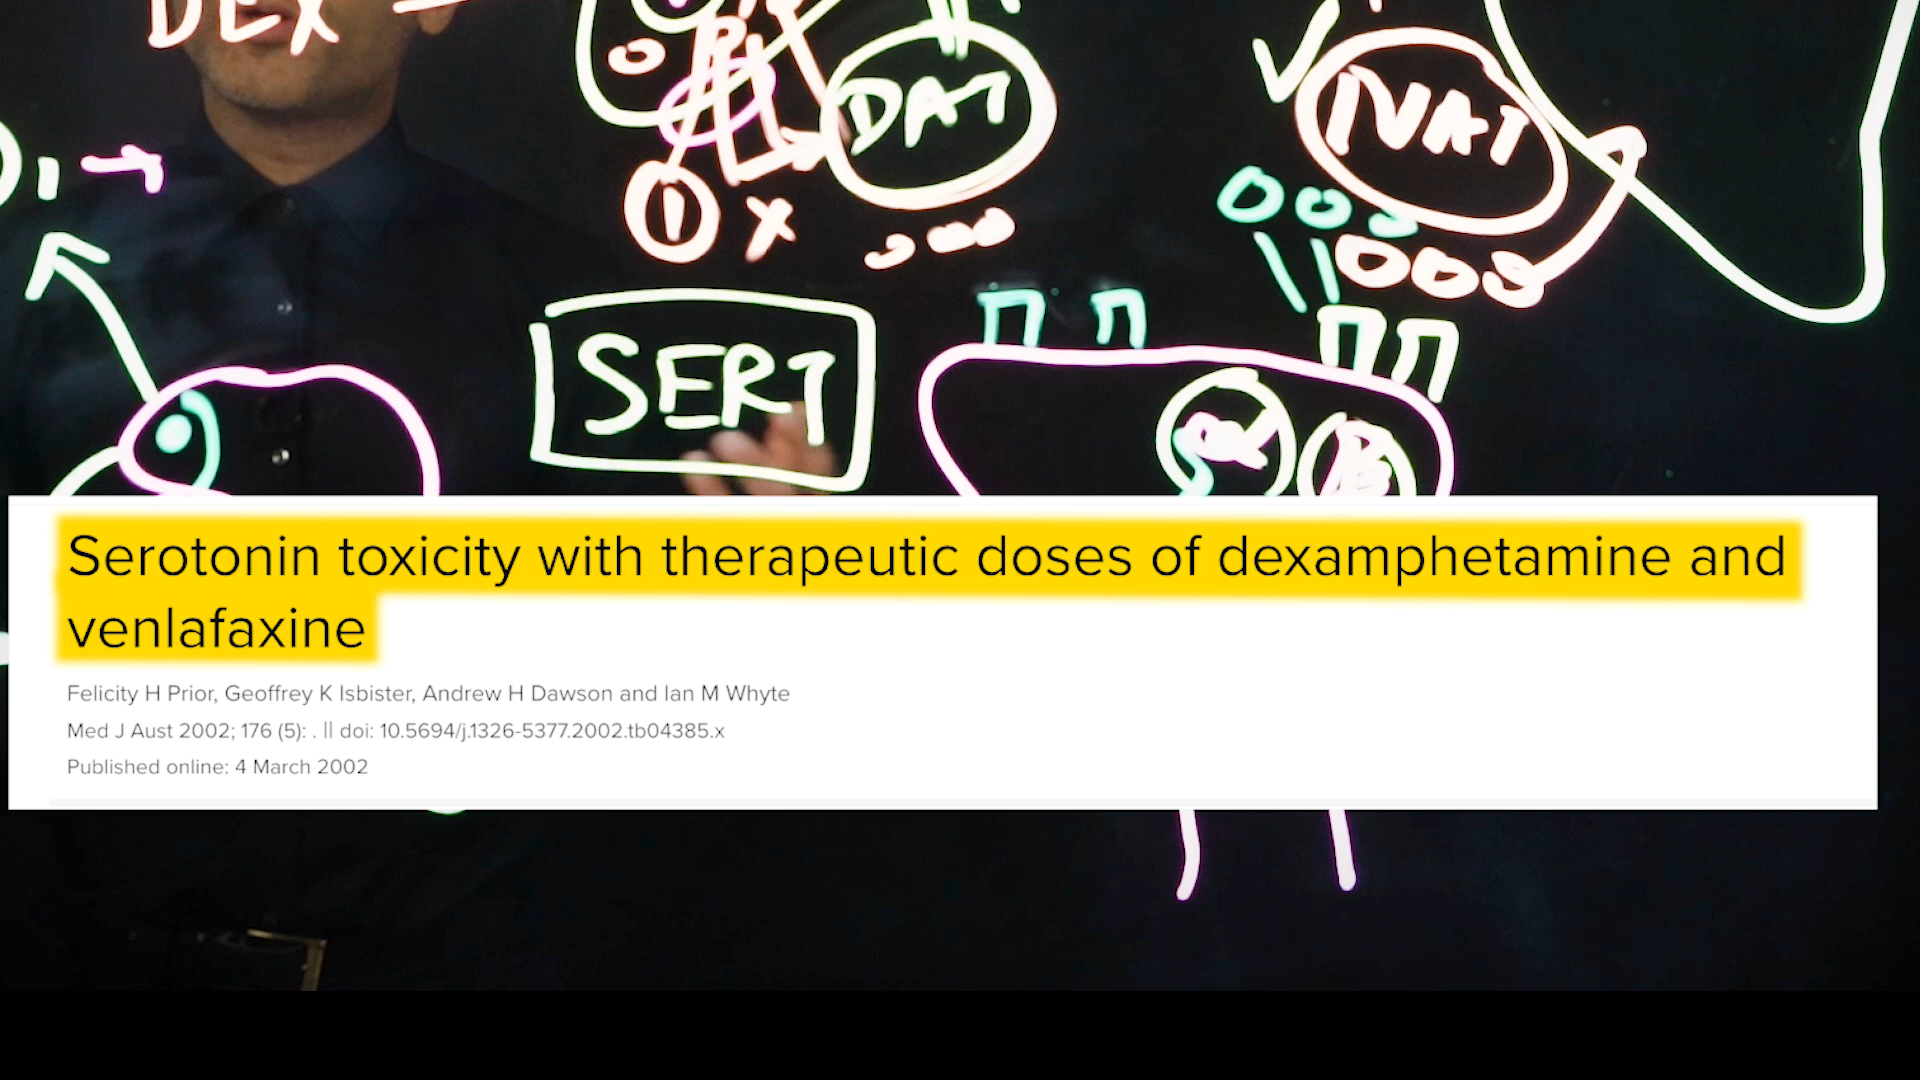 DEX
DAT
NAT
SERT
α
β
Serotonin toxicity with therapeutic doses of dexamphetamine and
venlafaxine
Felicity H Prior, Geoffrey K Isbister, Andrew H Dawson and Ian M Whyte
Med J Aust 2002; 176 (5): . || doi: 10.5694/j.1326-5377.2002.tb04385.x
Published online: 4 March 2002